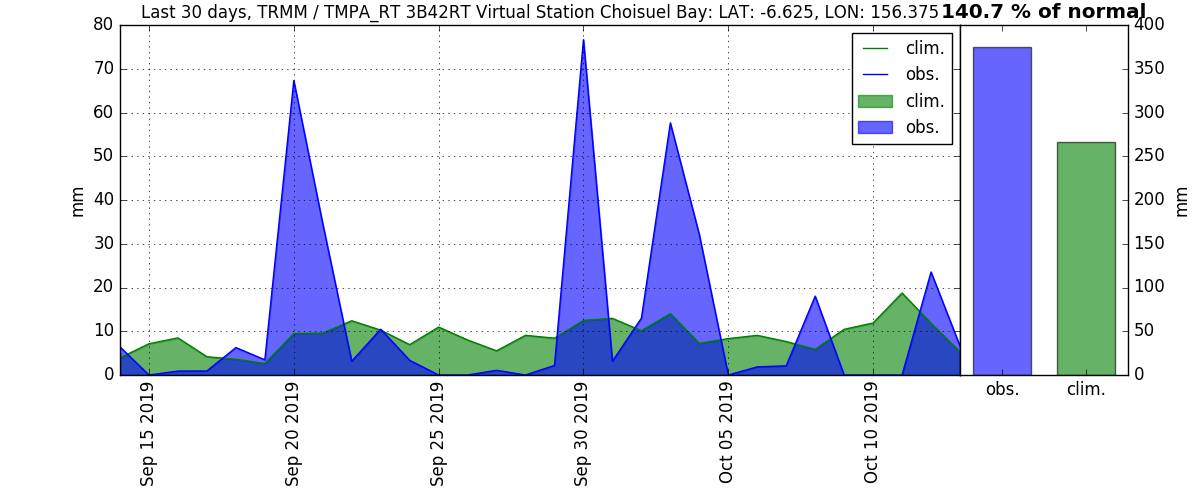 Last 30 days, TRMM / TMPA_RT 3B42RT Virtual Station Choisuel Bay: LAT: -6.625, LON: 156.375
140.7 % of normal
80
70
60
50
40
30
20
10
0
mm
clim.
obs.
clim.
obs.
Sep 15 2019
Sep 20 2019
Sep 25 2019
Sep 30 2019
Oct 05 2019
Oct 10 2019
400
350
300
250
200
150
100
50
0
mm
obs.
clim.